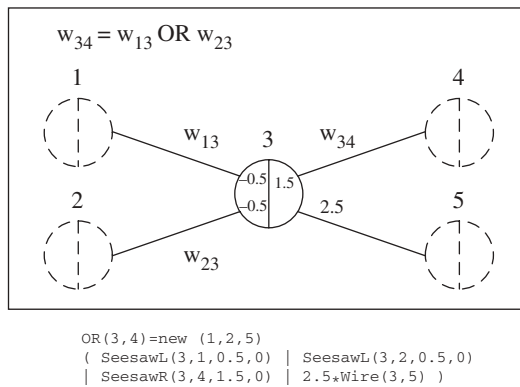 w34 = w13 OR w23
1
4
w13
3
w34
–0.5
1.5
–0.5
2.5
2
5
w23
OR(3,4)=new (1,2,5)
( SeesawL(3,1,0.5,0) | SeesawL(3,2,0.5,0)
| SeesawR(3,4,1.5,0) | 2.5*Wire(3,5) )